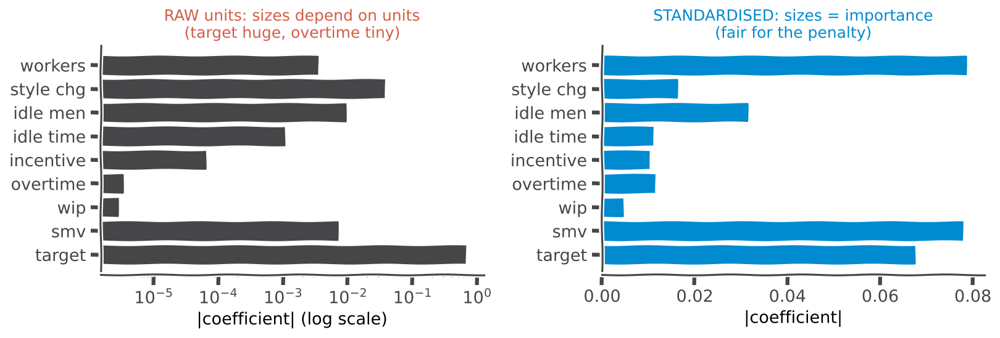 RAW units: sizes depend on units
(target huge, overtime tiny)
workers
style chg
idle men
idle time
incentive
overtime
wip
smv
target
10⁻⁵ 10⁻⁴ 10⁻³ 10⁻² 10⁻¹ 10⁰
|coefficient| (log scale)
STANDARDISED: sizes = importance
(fair for the penalty)
workers
style chg
idle men
idle time
incentive
overtime
wip
smv
target
0.00 0.02 0.04 0.06 0.08
|coefficient|